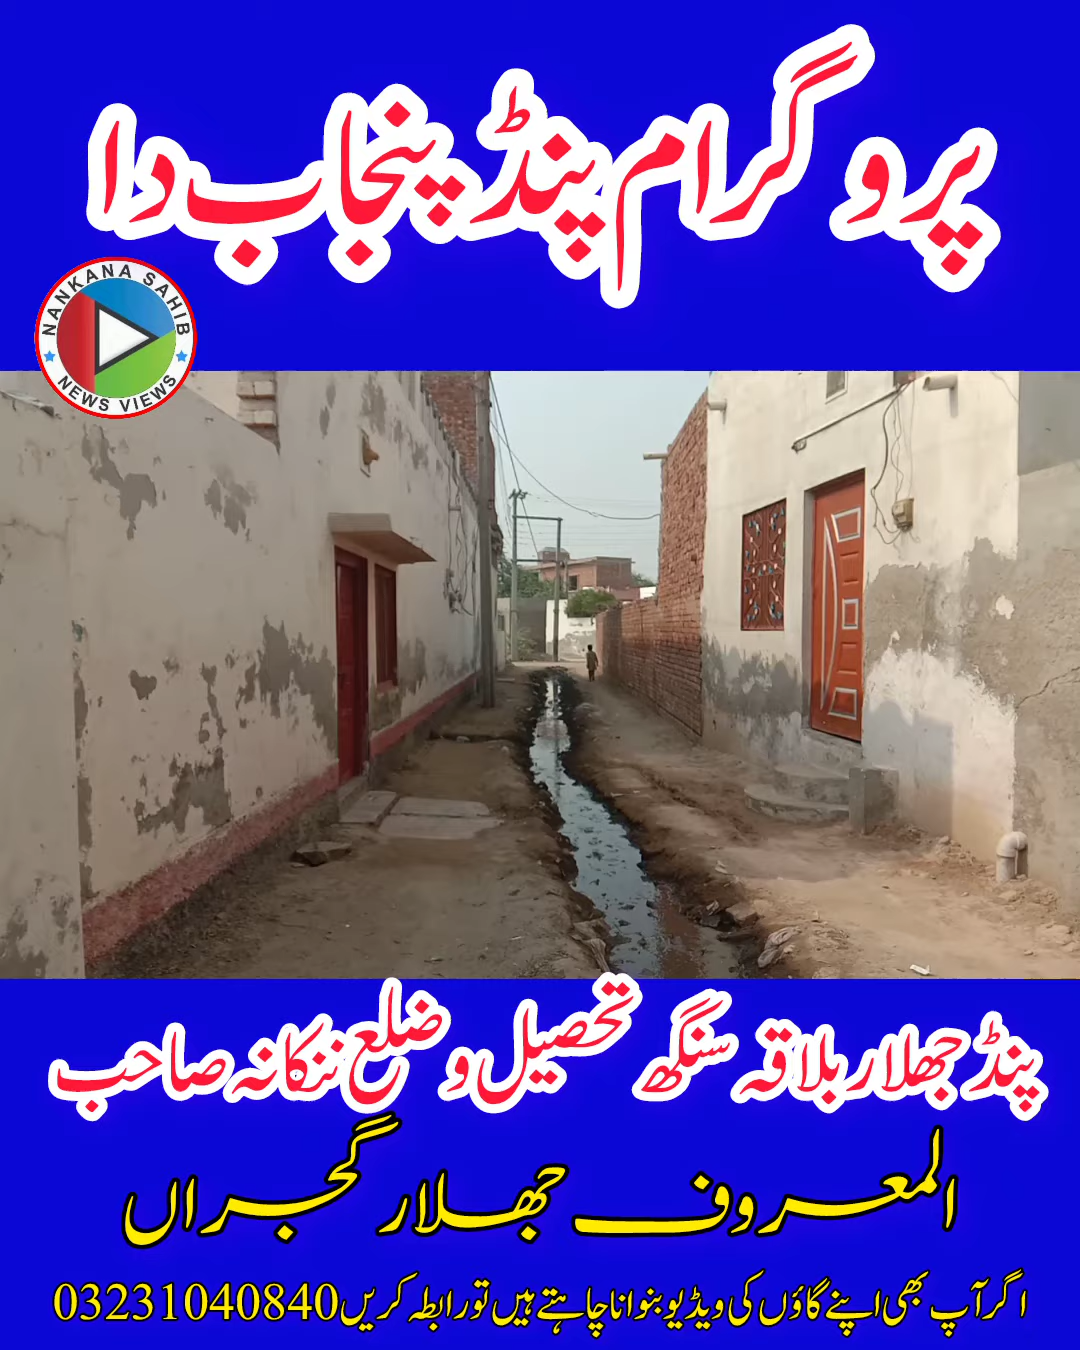 پروگرام پنڈ پنجاب دا
NANKANA SAHIB
NEWS VIEWS
پنڈ جھلار بلاقہ سنگھ تحصیل و ضلع ننکانہ صاحب
المعروف جھلار گجراں
اگر آپ بھی اپنے گاؤں کی ویڈیو بنوانا چاہتے ہیں تو رابطہ کریں 03231040840